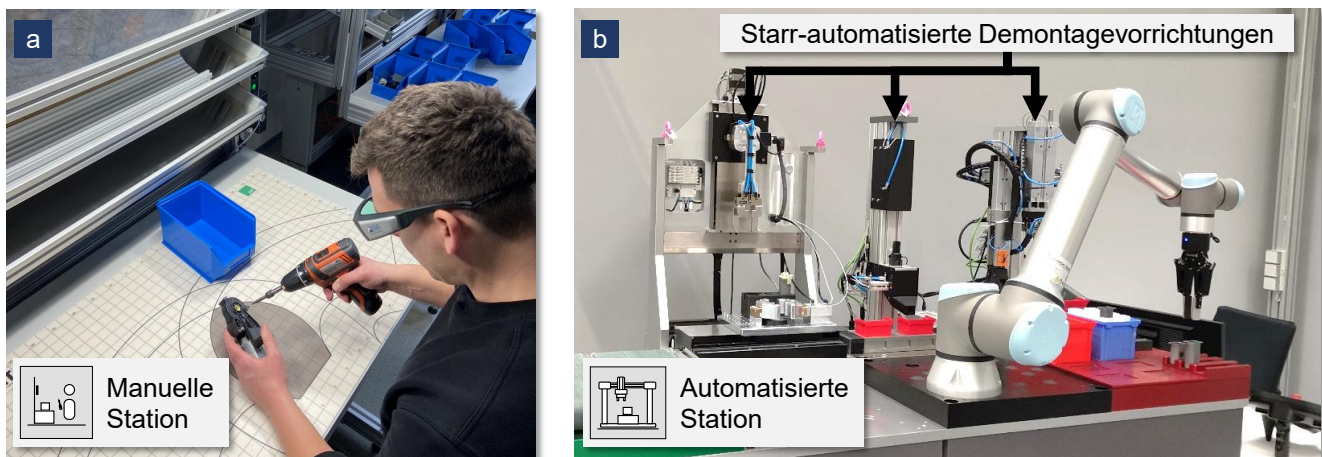 a
Manuelle
Station
b
Starr-automatisierte Demontagevorrichtungen
Automatisierte
Station